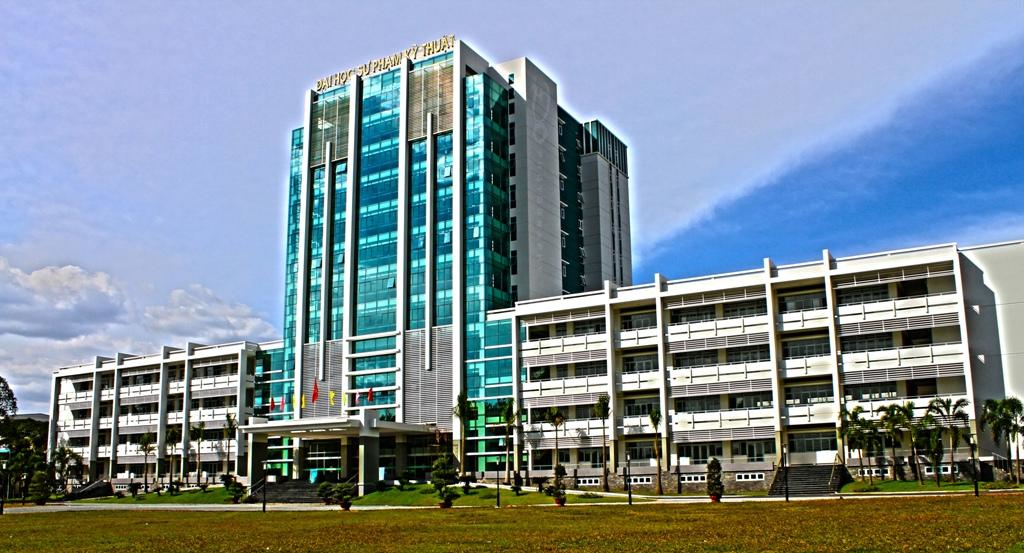 ĐẠI HỌC SƯ PHẠM KỸ THUẬT